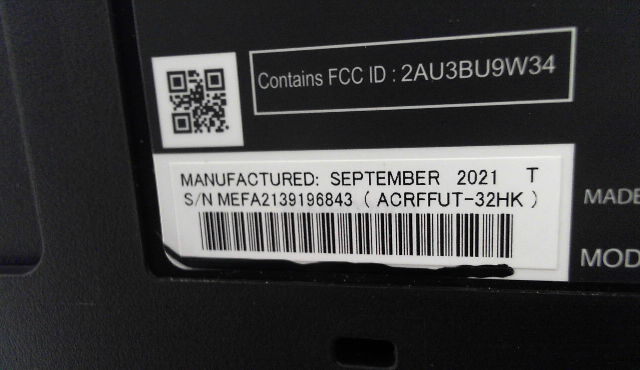 Contains FCC ID : 2AU3BU9W34
MANUFACTURED: SEPTEMBER 2021 T
S/N MEFA2139196843 ( ACRFFUT-32HK )
MADE
MOD